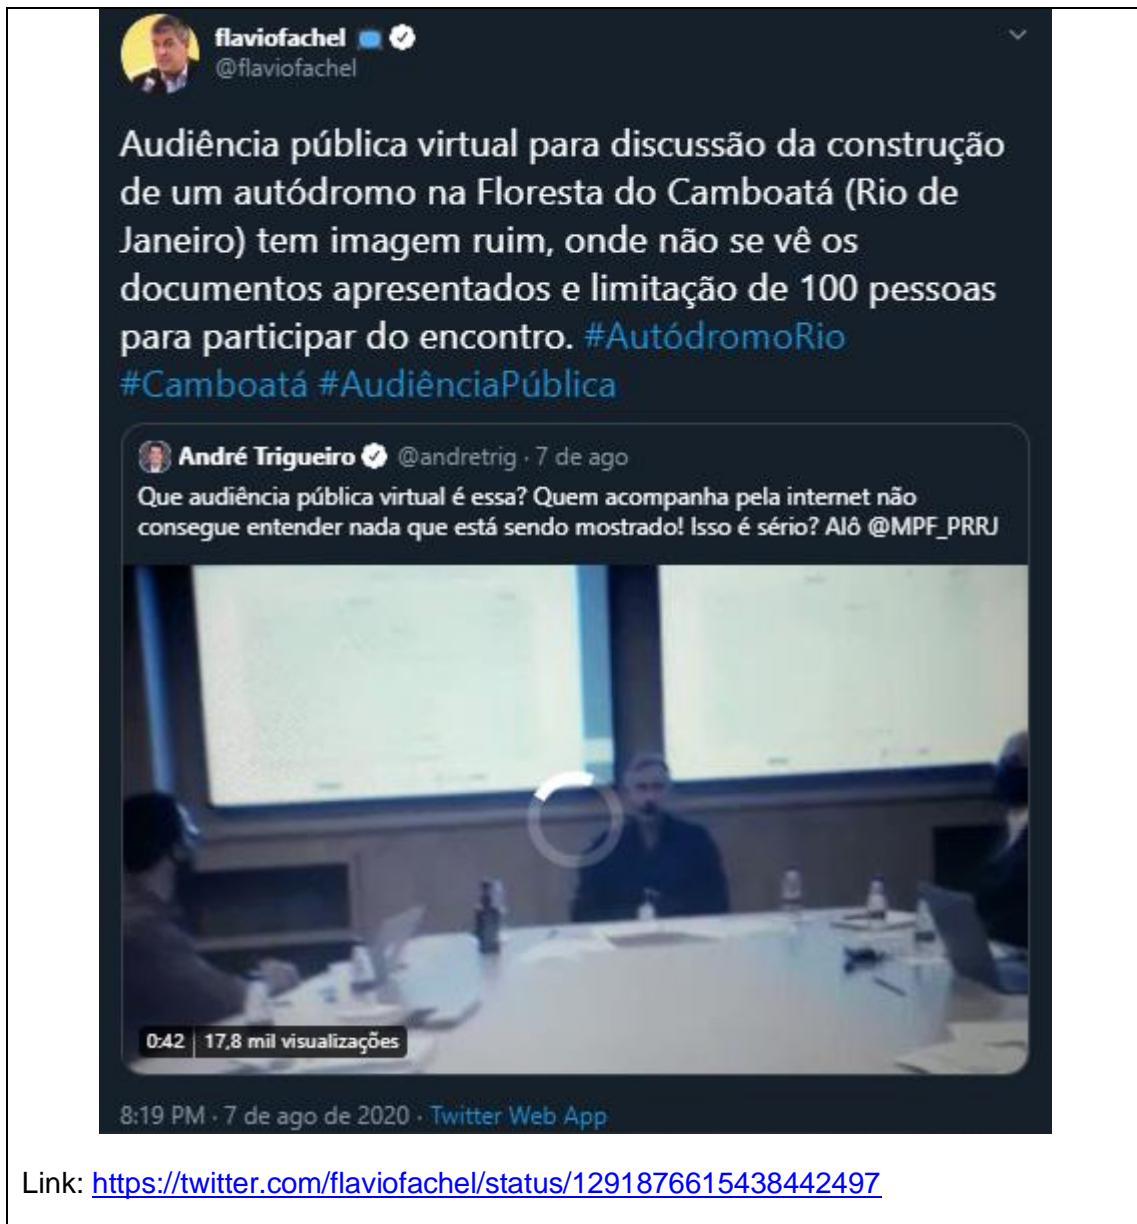 flaviofachel
@flaviofachel
Audiência pública virtual para discussão da construção
de um autódromo na Floresta do Camboatá (Rio de
Janeiro) tem imagem ruim, onde não se vê os
documentos apresentados e limitação de 100 pessoas
para participar do encontro. #AutódromoRio
#Camboatá #AudiênciaPública
André Trigueiro @andretrig · 7 de ago
Que audiência pública virtual é essa? Quem acompanha pela internet não
consegue entender nada que está sendo mostrado! Isso é sério? Alô @MPF_PRRJ
0:42 17,8 mil visualizações
8:19 PM · 7 de ago de 2020 · Twitter Web App
Link: https://twitter.com/flaviofachel/status/1291876615438442497